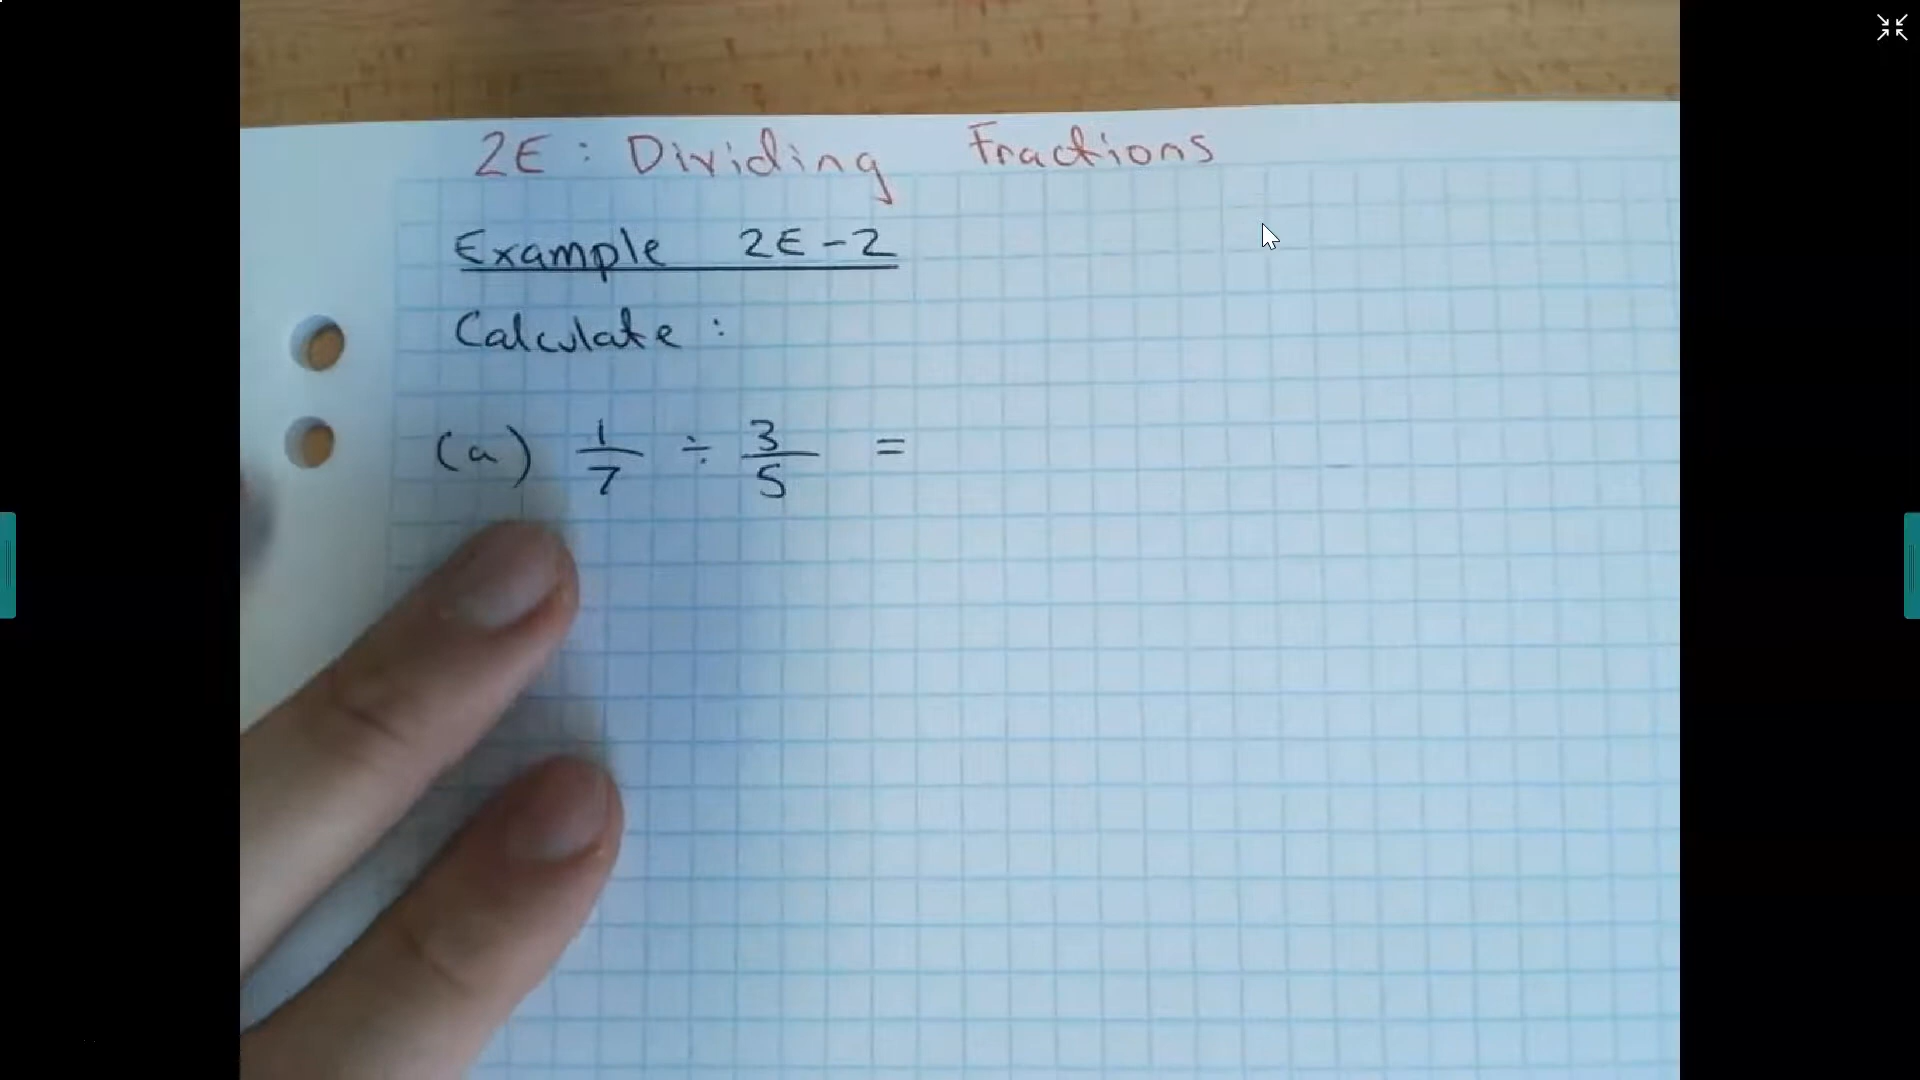 2E: Dividing Fractions
Example 2E-2
Calculate:
(a) 1/7 ÷ 3/5 =